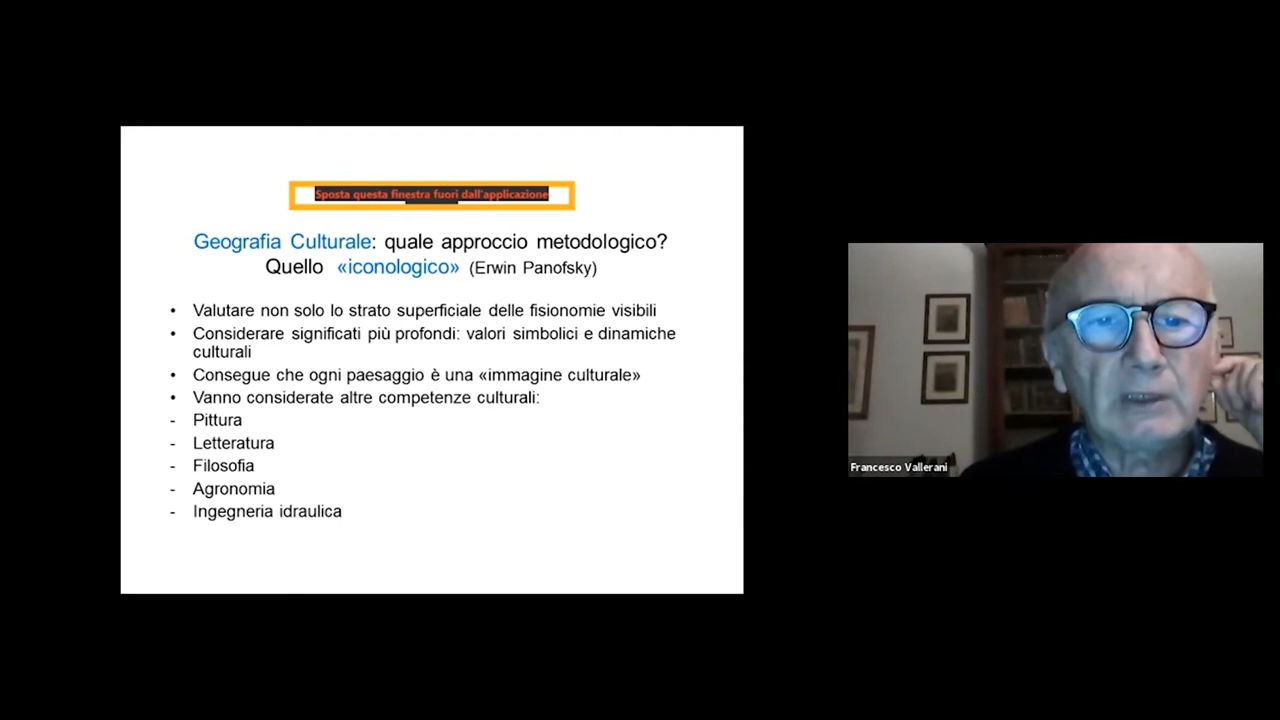 Sposta questa finestra fuori dall'applicazione
Geografia Culturale: quale approccio metodologico?
Quello «iconologico» (Erwin Panofsky)
• Valutare non solo lo strato superficiale delle fisionomie visibili
• Considerare significati più profondi: valori simbolici e dinamiche
culturali
• Consegue che ogni paesaggio è una «immagine culturale»
• Vanno considerate altre competenze culturali:
- Pittura
- Letteratura
- Filosofia
- Agronomia
- Ingegneria idraulica
Francesco Vallerani